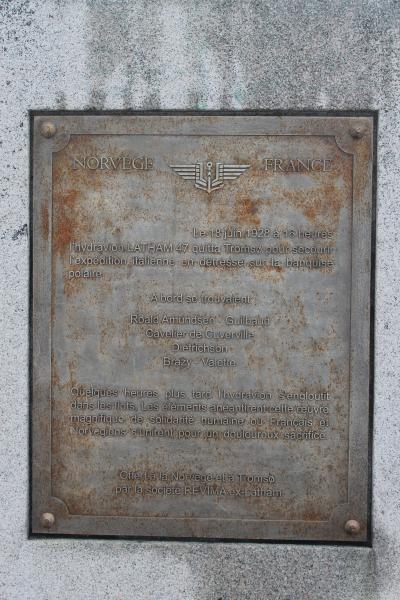 NORVÈGE FRANCE
Le 18 juin 1928 à 16 heures
l'hydravion LATHAM 47 quitta Tromsø pour secourir
l'expédition italienne en détresse sur la banquise
polaire.
A bord se trouvaient
Roald Amundsen - Guilbaud
Cavelier de Cuverville
Dietrichson
Brazy - Valette.
Quelques heures plus tard l'hydravion s'engloutit
dans les flots. Les éléments anéantirent cette œuvre
magnifique de solidarité humaine où Français et
Norvégiens s'unirent pour un douloureux sacrifice.
Offert à la Norvège et à Tromsø
par la société REVIMA ex-Latham